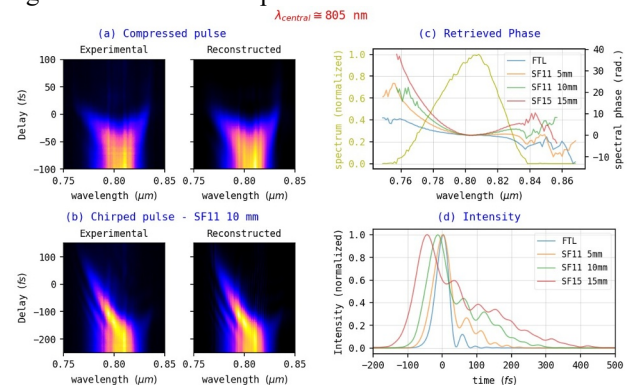 λcentral≅805 nm
(a) Compressed pulse
Experimental
Reconstructed
Delay (fs)
100
50
0
−50
−100
0.75
0.80
0.85
0.75
0.80
0.85
wavelength (μm)
wavelength (μm)
(b) Chirped pulse - SF11 10 mm
Experimental
Reconstructed
Delay (fs)
100
0
−100
−200
0.75
0.80
0.85
0.75
0.80
0.85
wavelength (μm)
wavelength (μm)
(c) Retrieved Phase
spectrum (normalized)
1.0
0.8
0.6
0.4
0.2
0.0
FTL
SF11 5mm
SF11 10mm
SF15 15mm
40
30
20
10
0
−10
spectral phase (rad.)
0.76
0.78
0.80
0.82
0.84
0.86
wavelength (μm)
(d) Intensity
Intensity (normalized)
1.0
0.8
0.6
0.4
0.2
0.0
FTL
SF11 5mm
SF11 10mm
SF15 15mm
−200
−100
0
100
200
300
400
500
time (fs)